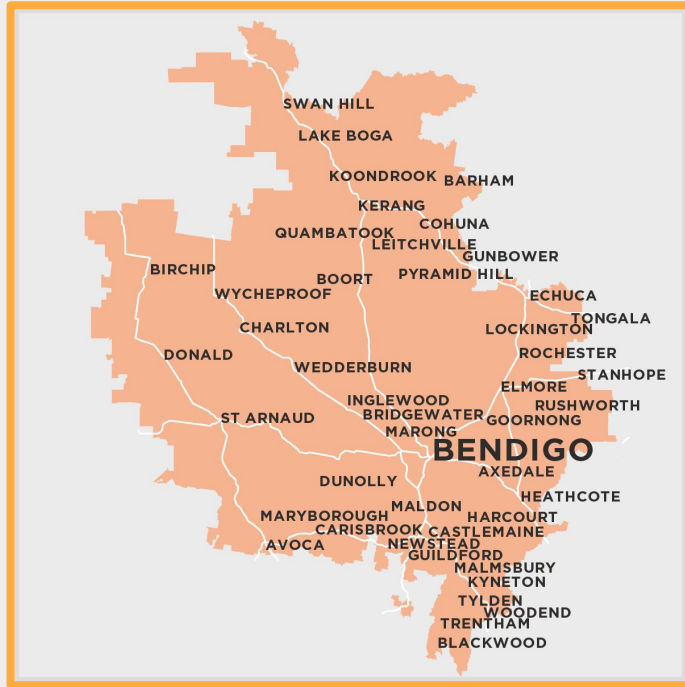 SWAN HILL
LAKE BOGA
KOONDROOK
BARHAM
KERANG
COHUNA
QUAMBATOOK
LEITCHVILLE
GUNBOWER
BIRCHIP
PYRAMID HILL
BOORT
WYCHEPROOF
ECHUCA
TONGALA
CHARLTON
LOCKINGTON
DONALD
ROCHESTER
WEDDERBURN
STANHOPE
ELMORE
INGLEWOOD
RUSHWORTH
BRIDGEWATER
ST ARNAUD
GOORNONG
MARONG
BENDIGO
AXEDALE
DUNOLLY
HEATHCOTE
MALDON
MARYBOROUGH
HARCOURT
CARISBROOK
CASTLEMAINE
AVOCA
NEWSTEAD
GUILDFORD
MALMSBURY
KYNETON
TYLDEN
WOODEND
TRENTHAM
BLACKWOOD